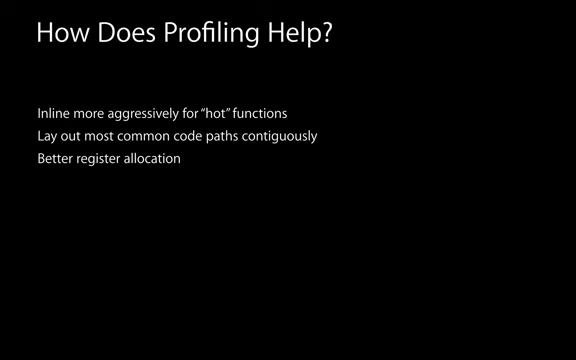 How Does Profiling Help?
Inline more aggressively for “hot” functions
Lay out most common code paths contiguously
Better register allocation